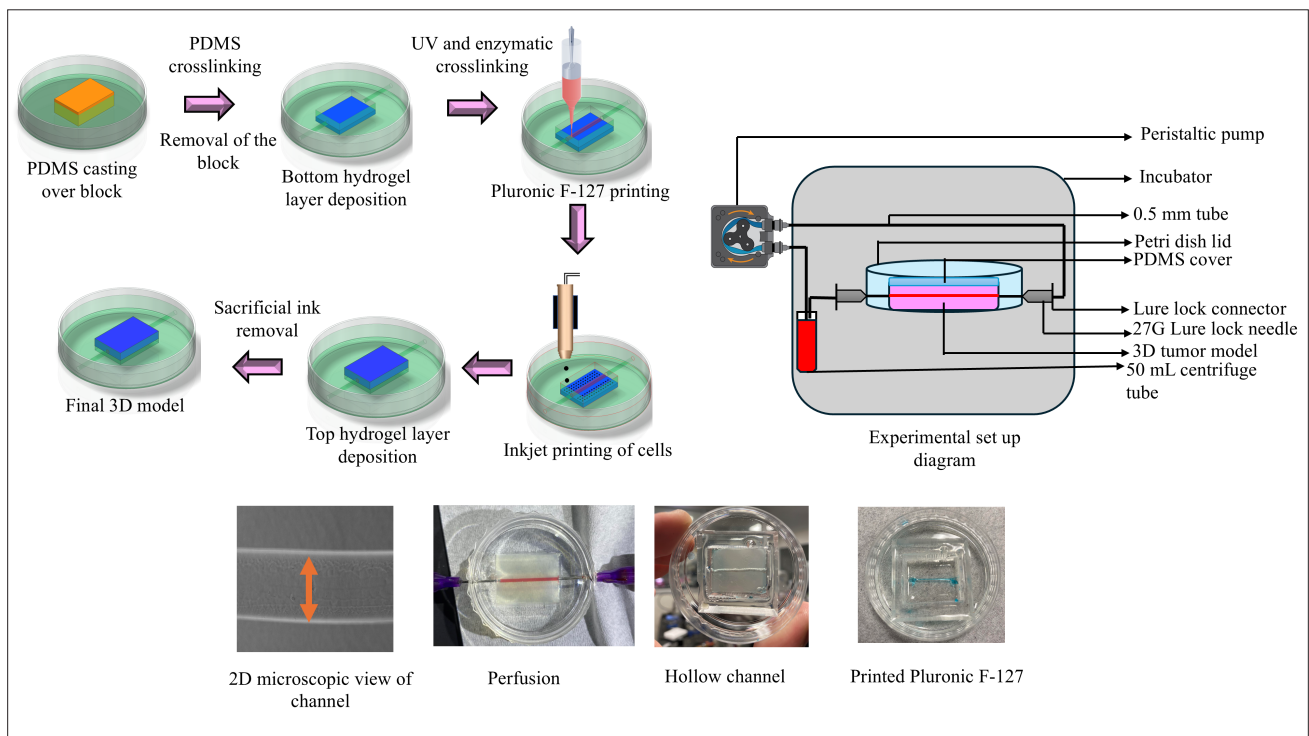 PDMS
crosslinking
Removal of the
block
PDMS casting
over block
Bottom hydrogel
layer deposition
UV and enzymatic
crosslinking
Pluronic F-127 printing
Inkjet printing of cells
Top hydrogel layer
deposition
Sacrificial ink
removal
Final 3D model
Peristaltic pump
Incubator
0.5 mm tube
Petri dish lid
PDMS cover
Lure lock connector
27G Lure lock needle
3D tumor model
50 mL centrifuge
tube
Experimental set up
diagram
2D microscopic view of
channel
Perfusion
Hollow channel
Printed Pluronic F-127